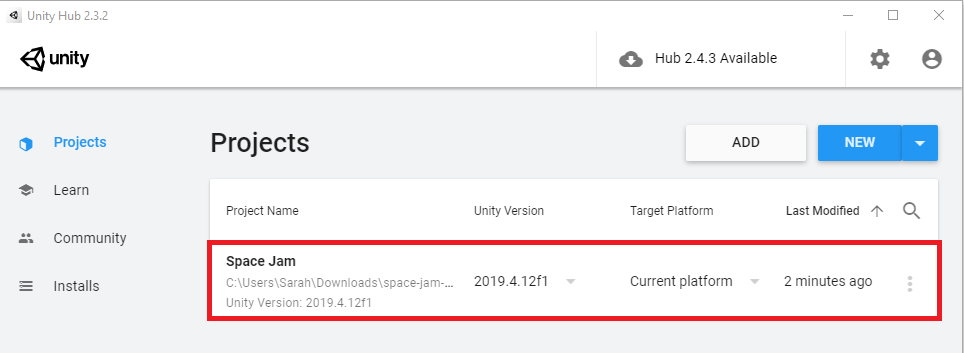 Unity Hub 2.3.2
unity
Hub 2.4.3 Available
Projects
Learn
Community
Installs
Projects
ADD
NEW
Project Name Unity Version Target Platform Last Modified
Space Jam
C:\Users\Sarah\Downloads\space-jam-...
Unity Version: 2019.4.12f1
2019.4.12f1 Current platform 2 minutes ago